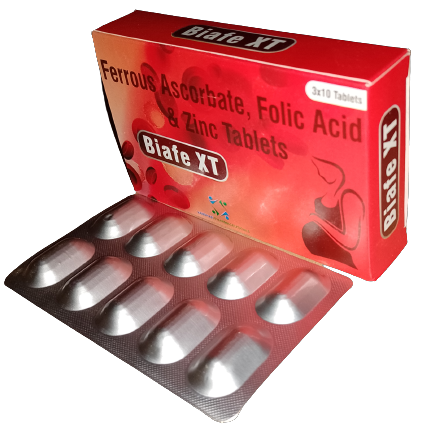 Biafe XT
3x10 Tablets
Ferrous Ascorbate, Folic Acid
& Zinc Tablets
Biafe XT
Biafe XT